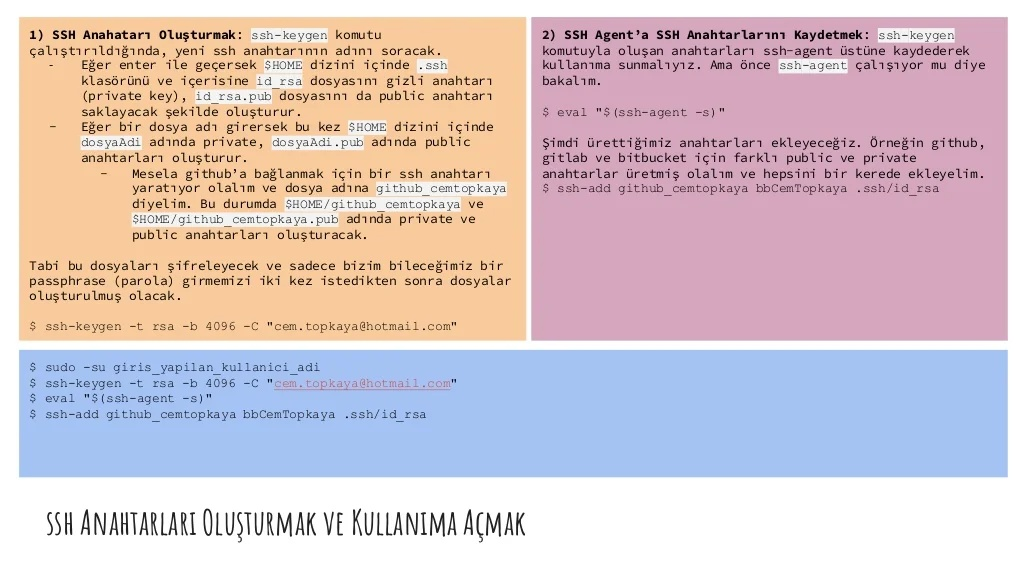 1) SSH Anahatarı Oluşturmak: ssh-keygen komutu
çalıştırıldığında, yeni ssh anahtarının adını soracak.
- Eğer enter ile geçersek $HOME dizini içinde .ssh
klasörünü ve içerisine id_rsa dosyasını gizli anahtarı
(private key), id_rsa.pub dosyasını da public anahtarı
saklayacak şekilde oluşturur.
- Eğer bir dosya adı girersek bu kez $HOME dizini içinde
dosyaAdi adında private, dosyaAdi.pub adında public
anahtarları oluşturur.
- Mesela github’a bağlanmak için bir ssh anahtarı
yaratıyor olalım ve dosya adına github_cemtopkaya
diyelim. Bu durumda $HOME/github_cemtopkaya ve
$HOME/github_cemtopkaya.pub adında private ve
public anahtarları oluşturacak.
Tabi bu dosyaları şifreleyecek ve sadece bizim bileceğimiz bir
passphrase (parola) girmemizi iki kez istedikten sonra dosyalar
oluşturulmuş olacak.
$ ssh-keygen -t rsa -b 4096 -C "cem.topkaya@hotmail.com"
2) SSH Agent’a SSH Anahtarlarını Kaydetmek: ssh-keygen
komutuyla oluşan anahtarları ssh-agent üstüne kaydederek
kullanıma sunmalıyız. Ama önce ssh-agent çalışıyor mu diye
bakalım.
$ eval "$(ssh-agent -s)"
Şimdi ürettiğimiz anahtarları ekleyeceğiz. Örneğin github,
gitlab ve bitbucket için farklı public ve private
anahtarlar üretmiş olalım ve hepsini bir kerede ekleyelim.
$ ssh-add github_cemtopkaya bbCemTopkaya .ssh/id_rsa
$ sudo -su giris_yapilan_kullanici_adi
$ ssh-keygen -t rsa -b 4096 -C "cem.topkaya@hotmail.com"
$ eval "$(ssh-agent -s)"
$ ssh-add github_cemtopkaya bbCemTopkaya .ssh/id_rsa
ssh Anahtarları Oluşturmak ve Kullanıma Açmak